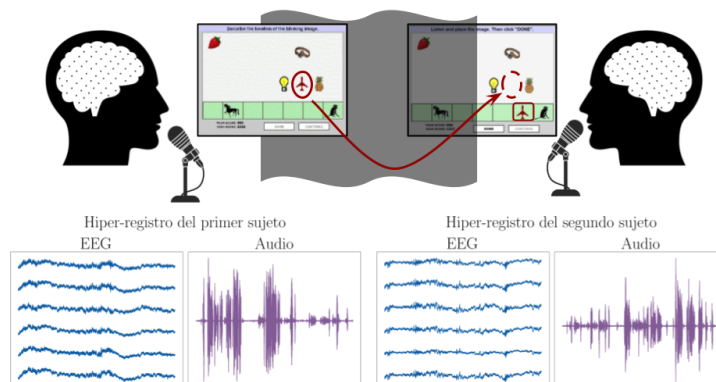 Describe the location of the blinking image.
Listen and place the image. Then click "DONE".
DONE
Hiper-registro del primer sujeto
Hiper-registro del segundo sujeto
EEG
Audio
EEG
Audio